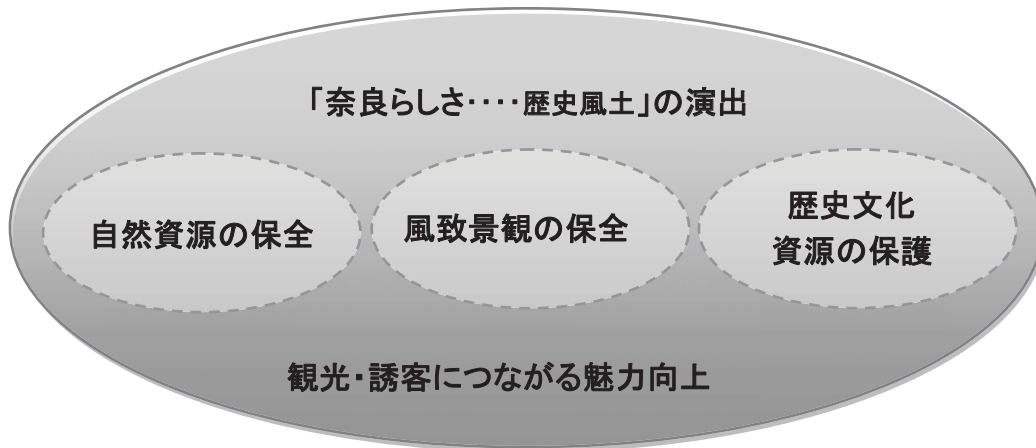 「奈良らしさ‥‥歴史風土」の演出
自然資源の保全
風致景観の保全
歴史文化
資源の保護
観光・誘客につながる魅力向上